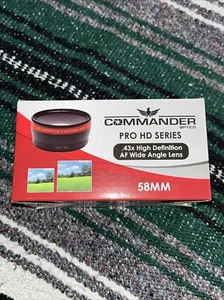 COMMANDER
OPTICS
PRO HD SERIES
.43x High Definition
AF Wide Angle Lens
58MM